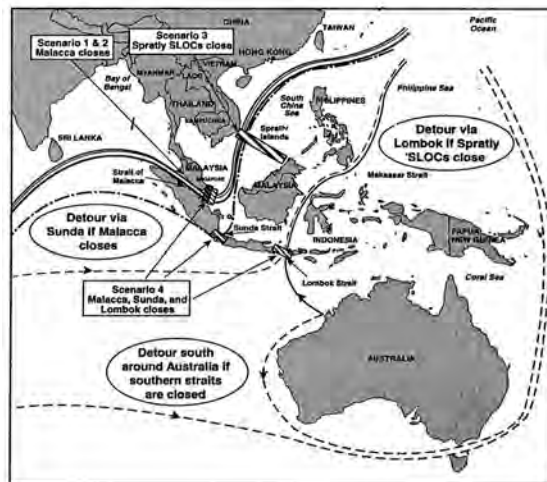 CHINA
TAIWAN
Pacific
Ocean
Scenario 1 & 2
Malacca closes
Scenario 3
Spratly SLOCs close
HONG KONG
VIETNAM
MYANMAR
LAOS
Bay of
Bengal
THAILAND
CAMBODIA
South
China
Sea
PHILIPPINES
Philippine Sea
SRI LANKA
Spratly
Islands
Detour via
Lombok if Spratly
'SLOCs close
MALAYSIA
SINGAPORE
Strait of
Malacca
MALAYSIA
Makassar Strait
Detour via
Sunda if Malacca
closes
Sunda Strait
INDONESIA
PAPUA
NEW GUINEA
Scenario 4
Malacca, Sunda, and
Lombok closes
Lombok Strait
Coral Sea
Detour south
around Australia if
southern straits
are closed
AUSTRALIA